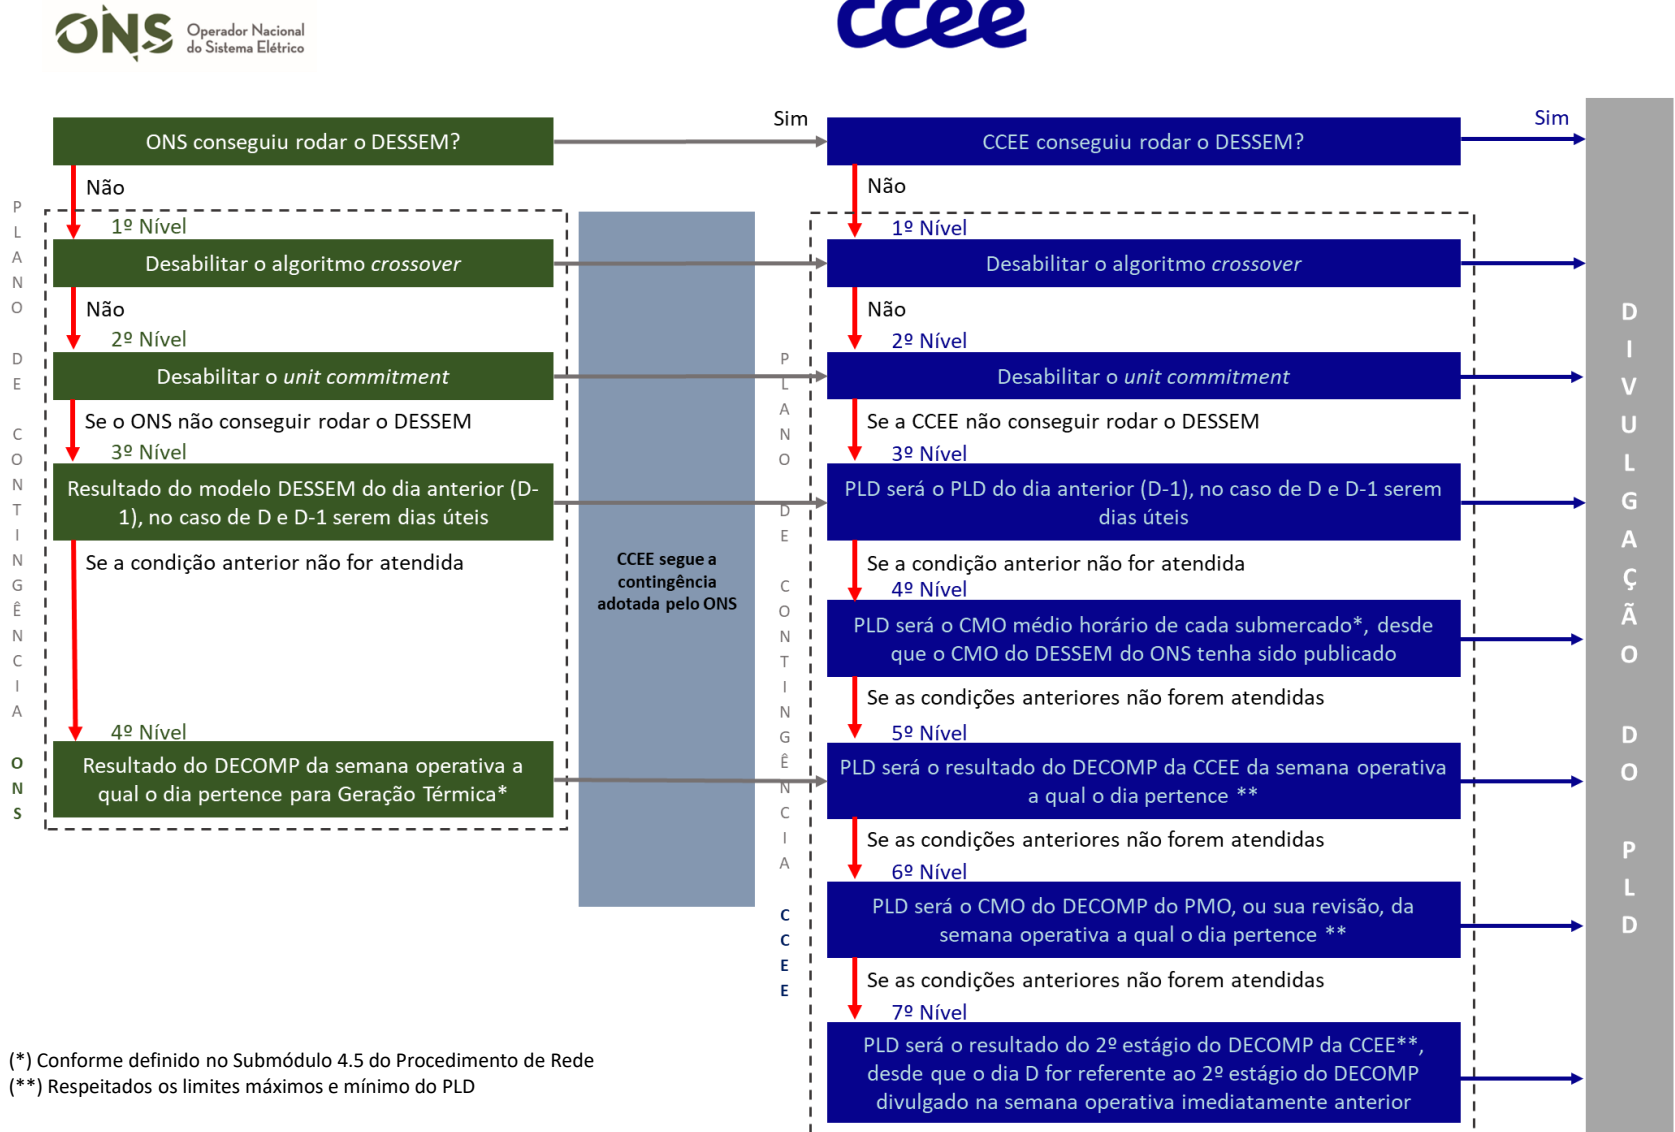 ONS Operador Nacional
do Sistema Elétrico
ccee
ONS conseguiu rodar o DESSEM?
Sim
CCEE conseguiu rodar o DESSEM?
Sim
Não
Não
PLANO DE CONTINGÊNCIA ONS
1º Nível
1º Nível
Desabilitar o algoritmo crossover
Desabilitar o algoritmo crossover
Não
Não
2º Nível
2º Nível
Desabilitar o unit commitment
Desabilitar o unit commitment
Se o ONS não conseguir rodar o DESSEM
Se a CCEE não conseguir rodar o DESSEM
3º Nível
3º Nível
Resultado do modelo DESSEM do dia anterior (D-
1), no caso de D e D-1 serem dias úteis
PLD será o PLD do dia anterior (D-1), no caso de D e D-1 serem
dias úteis
Se a condição anterior não for atendida
Se a condição anterior não for atendida
CCEE segue a
contingência
adotada pelo ONS
PLANO DE CONTINGÊNCIA CCEE
4º Nível
PLD será o CMO médio horário de cada submercado*, desde
que o CMO do DESSEM do ONS tenha sido publicado
Se as condições anteriores não forem atendidas
4º Nível
5º Nível
Resultado do DECOMP da semana operativa a
qual o dia pertence para Geração Térmica*
PLD será o resultado do DECOMP da CCEE da semana operativa
a qual o dia pertence **
Se as condições anteriores não forem atendidas
6º Nível
PLD será o CMO do DECOMP do PMO, ou sua revisão, da
semana operativa a qual o dia pertence **
Se as condições anteriores não forem atendidas
7º Nível
PLD será o resultado do 2º estágio do DECOMP da CCEE**,
desde que o dia D for referente ao 2º estágio do DECOMP
divulgado na semana operativa imediatamente anterior
DIVULGAÇÃO DO PLD
(*) Conforme definido no Submódulo 4.5 do Procedimento de Rede
(**) Respeitados os limites máximos e mínimo do PLD